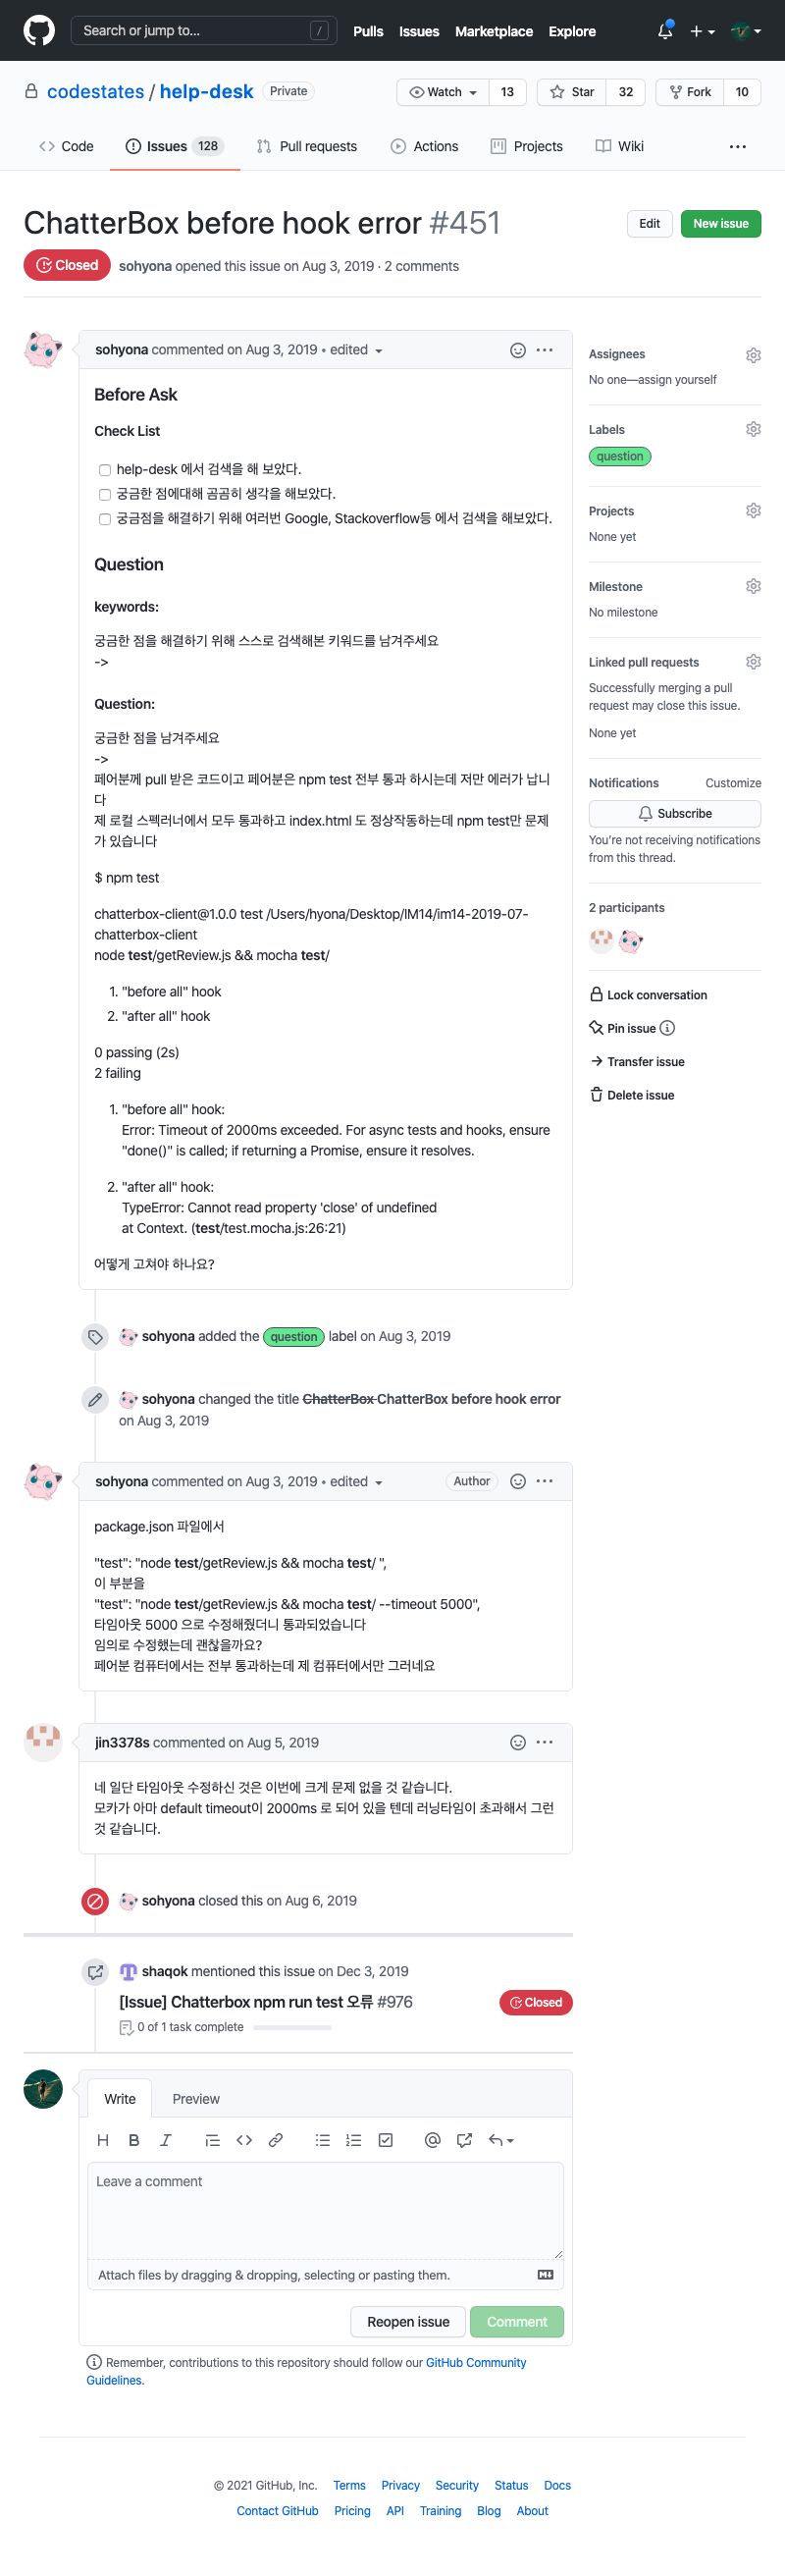 Search or jump to...
/
Pulls
Issues
Marketplace
Explore
codestates / help-desk
Private
Watch
13
Star
32
Fork
10
Code
Issues 128
Pull requests
Actions
Projects
Wiki
ChatterBox before hook error #451
Edit
New issue
Closed
sohyona opened this issue on Aug 3, 2019 · 2 comments
sohyona commented on Aug 3, 2019 • edited
Before Ask
Check List
help-desk 에서 검색을 해 보았다.
궁금한 점에대해 곰곰히 생각을 해보았다.
궁금점을 해결하기 위해 여러번 Google, Stackoverflow등 에서 검색을 해보았다.
Question
keywords:
궁금한 점을 해결하기 위해 스스로 검색해본 키워드를 남겨주세요
->
Question:
궁금한 점을 남겨주세요
->
페어분께 pull 받은 코드이고 페어분은 npm test 전부 통과 하시는데 저만 에러가 납니
다
제 로컬 스펙러너에서 모두 통과하고 index.html 도 정상작동하는데 npm test만 문제
가 있습니다
$ npm test
chatterbox-client@1.0.0 test /Users/hyona/Desktop/IM14/im14-2019-07-
chatterbox-client
node test/getReview.js && mocha test/
1. "before all" hook
2. "after all" hook
0 passing (2s)
2 failing
1. "before all" hook:
Error: Timeout of 2000ms exceeded. For async tests and hooks, ensure
"done()" is called; if returning a Promise, ensure it resolves.
2. "after all" hook:
TypeError: Cannot read property 'close' of undefined
at Context. (test/test.mocha.js:26:21)
어떻게 고쳐야 하나요?
Assignees
No one—assign yourself
Labels
question
Projects
None yet
Milestone
No milestone
Linked pull requests
Successfully merging a pull
request may close this issue.
None yet
Notifications
Customize
Subscribe
You're not receiving notifications
from this thread.
2 participants
Lock conversation
Pin issue
Transfer issue
Delete issue
sohyona added the question label on Aug 3, 2019
sohyona changed the title ChatterBox ChatterBox before hook error
on Aug 3, 2019
sohyona commented on Aug 3, 2019 • edited
Author
package.json 파일에서
"test": "node test/getReview.js && mocha test/ ",
이 부분을
"test": "node test/getReview.js && mocha test/ --timeout 5000",
타임아웃 5000 으로 수정해줬더니 통과되었습니다
임의로 수정했는데 괜찮을까요?
페어분 컴퓨터에서는 전부 통과하는데 제 컴퓨터에서만 그러네요
jin3378s commented on Aug 5, 2019
네 일단 타임아웃 수정하신 것은 이번에 크게 문제 없을 것 같습니다.
모카가 아마 default timeout이 2000ms 로 되어 있을 텐데 러닝타임이 초과해서 그런
것 같습니다.
sohyona closed this on Aug 6, 2019
shaqok mentioned this issue on Dec 3, 2019
[Issue] Chatterbox npm run test 오류 #976
Closed
0 of 1 task complete
Write
Preview
Leave a comment
Attach files by dragging & dropping, selecting or pasting them.
Reopen issue
Comment
Remember, contributions to this repository should follow our GitHub Community
Guidelines.
© 2021 GitHub, Inc.
Terms
Privacy
Security
Status
Docs
Contact GitHub
Pricing
API
Training
Blog
About